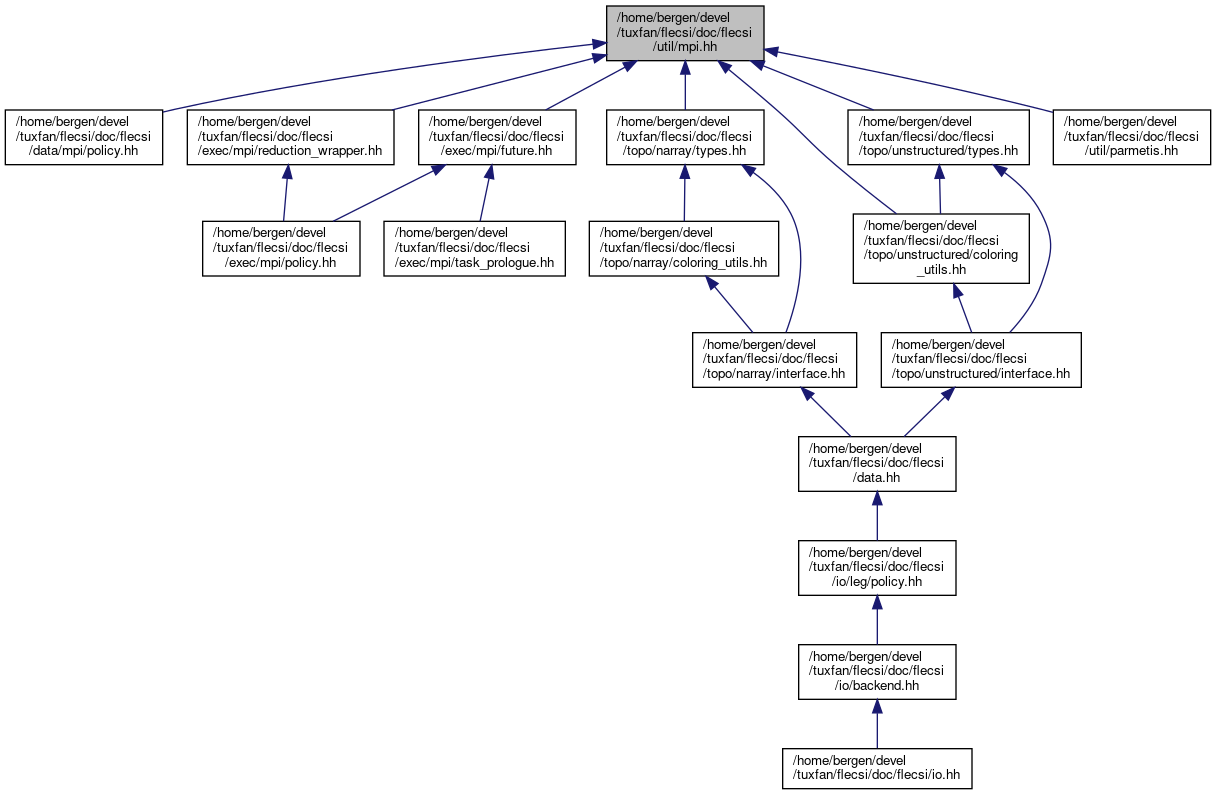 /home/bergen/devel
/tuxfan/flecsi/doc/flecsi
/util/mpi.hh
/home/bergen/devel
/tuxfan/flecsi/doc/flecsi
/data/mpi/policy.hh
/home/bergen/devel
/tuxfan/flecsi/doc/flecsi
/exec/mpi/reduction_wrapper.hh
/home/bergen/devel
/tuxfan/flecsi/doc/flecsi
/exec/mpi/future.hh
/home/bergen/devel
/tuxfan/flecsi/doc/flecsi
/topo/narray/types.hh
/home/bergen/devel
/tuxfan/flecsi/doc/flecsi
/topo/unstructured/types.hh
/home/bergen/devel
/tuxfan/flecsi/doc/flecsi
/util/parmetis.hh
/home/bergen/devel
/tuxfan/flecsi/doc/flecsi
/exec/mpi/policy.hh
/home/bergen/devel
/tuxfan/flecsi/doc/flecsi
/exec/mpi/task_prologue.hh
/home/bergen/devel
/tuxfan/flecsi/doc/flecsi
/topo/narray/coloring_utils.hh
/home/bergen/devel
/tuxfan/flecsi/doc/flecsi
/topo/unstructured/coloring
_utils.hh
/home/bergen/devel
/tuxfan/flecsi/doc/flecsi
/topo/narray/interface.hh
/home/bergen/devel
/tuxfan/flecsi/doc/flecsi
/topo/unstructured/interface.hh
/home/bergen/devel
/tuxfan/flecsi/doc/flecsi
/data.hh
/home/bergen/devel
/tuxfan/flecsi/doc/flecsi
/io/leg/policy.hh
/home/bergen/devel
/tuxfan/flecsi/doc/flecsi
/io/backend.hh
/home/bergen/devel
/tuxfan/flecsi/doc/flecsi/io.hh